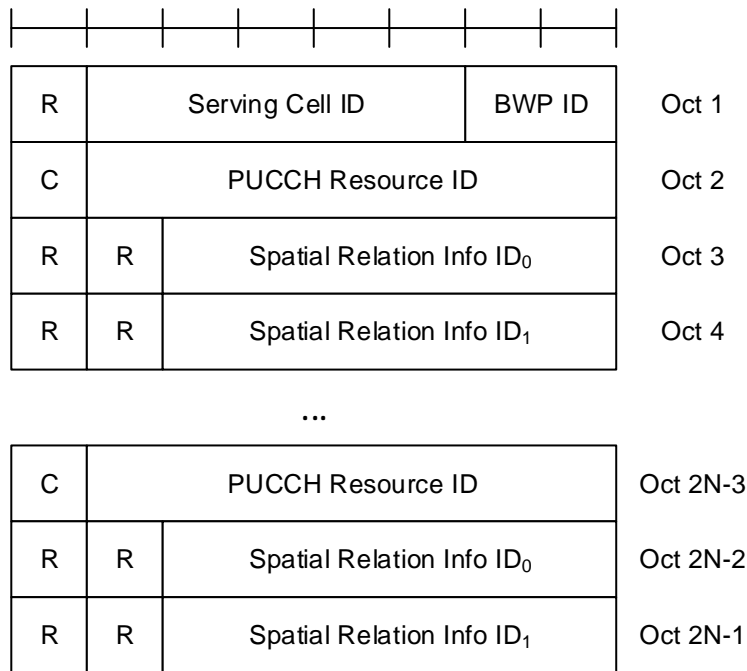 R Serving Cell ID BWP ID Oct 1
C PUCCH Resource ID Oct 2
R R Spatial Relation Info ID₀ Oct 3
R R Spatial Relation Info ID₁ Oct 4
...
C PUCCH Resource ID Oct 2N-3
R R Spatial Relation Info ID₀ Oct 2N-2
R R Spatial Relation Info ID₁ Oct 2N-1